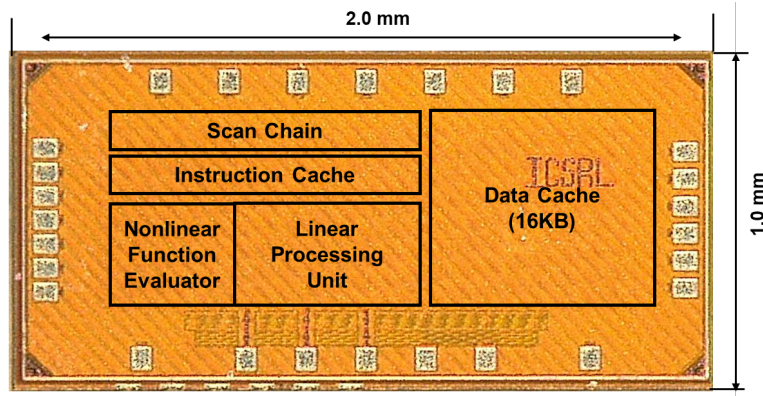 2.0 mm
Scan Chain
Instruction Cache
ICSRL
Data Cache
(16KB)
Nonlinear
Function
Evaluator
Linear
Processing
Unit
1.0 mm